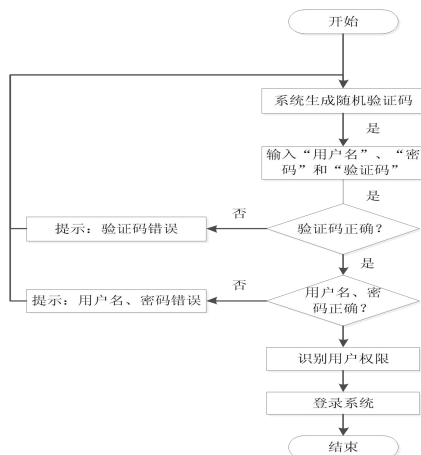 开始
系统生成随机验证码
是
输入“用户名”、“密
码”和“验证码”
是
否
提示：验证码错误
验证码正确？
是
否
提示：用户名、密码错误
用户名、密
码正确？
识别用户权限
登录系统
结束